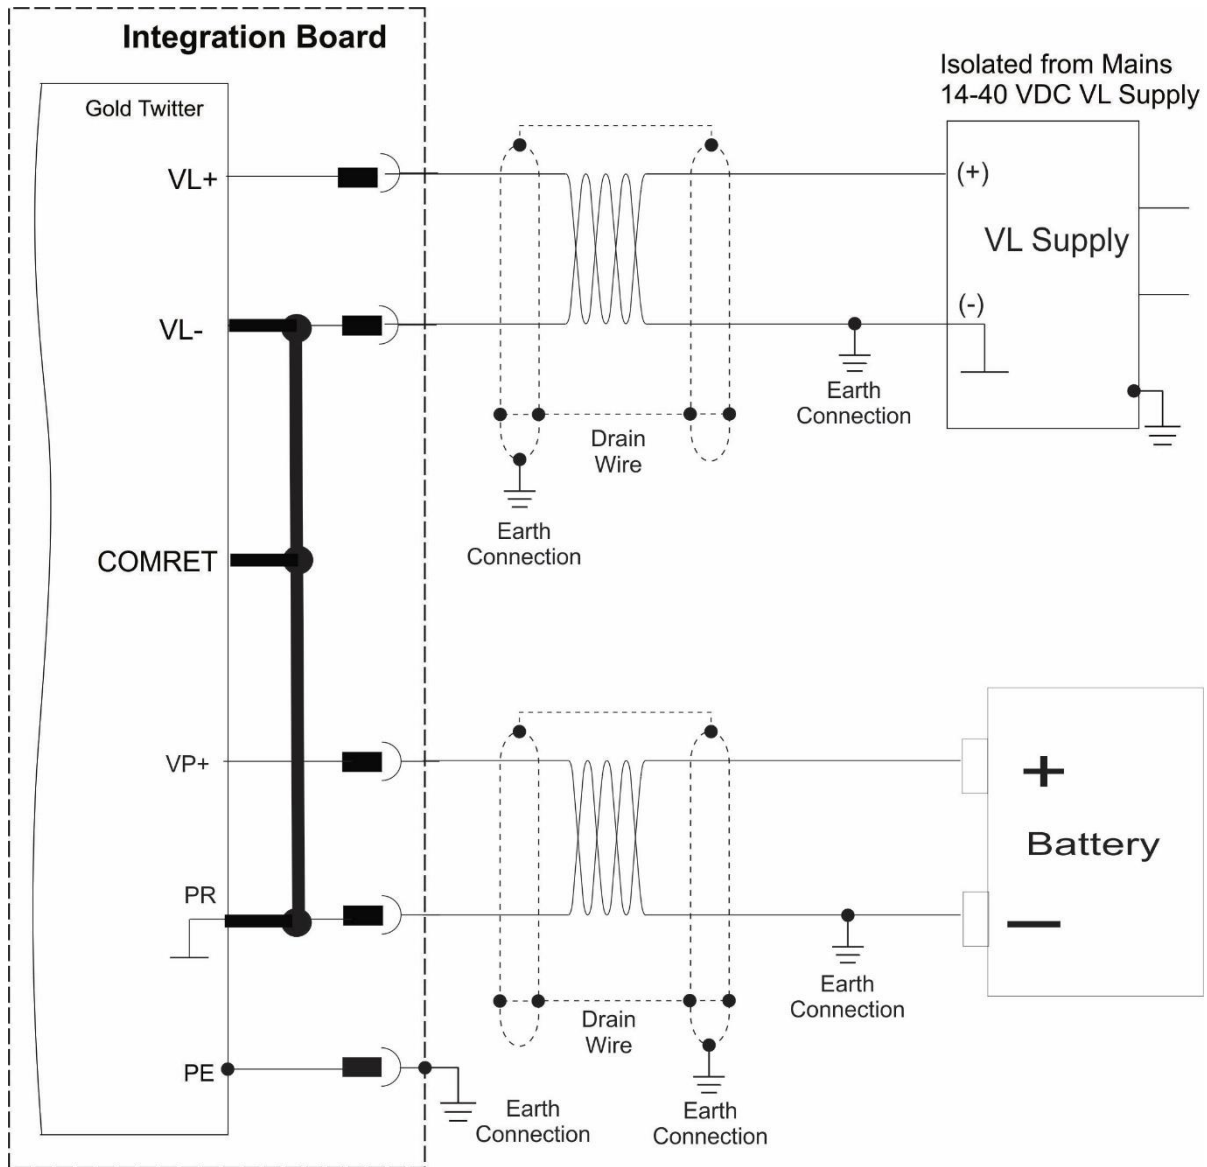 Integration Board
Gold Twitter
Isolated from Mains
14-40 VDC VL Supply
VL+
(+)
VL Supply
VL-
(-)
Earth
Connection
Drain
Wire
Earth
Connection
COMRET
VP+
+
Battery
PR
−
Earth
Connection
Drain
Wire
PE
Earth
Connection
Earth
Connection